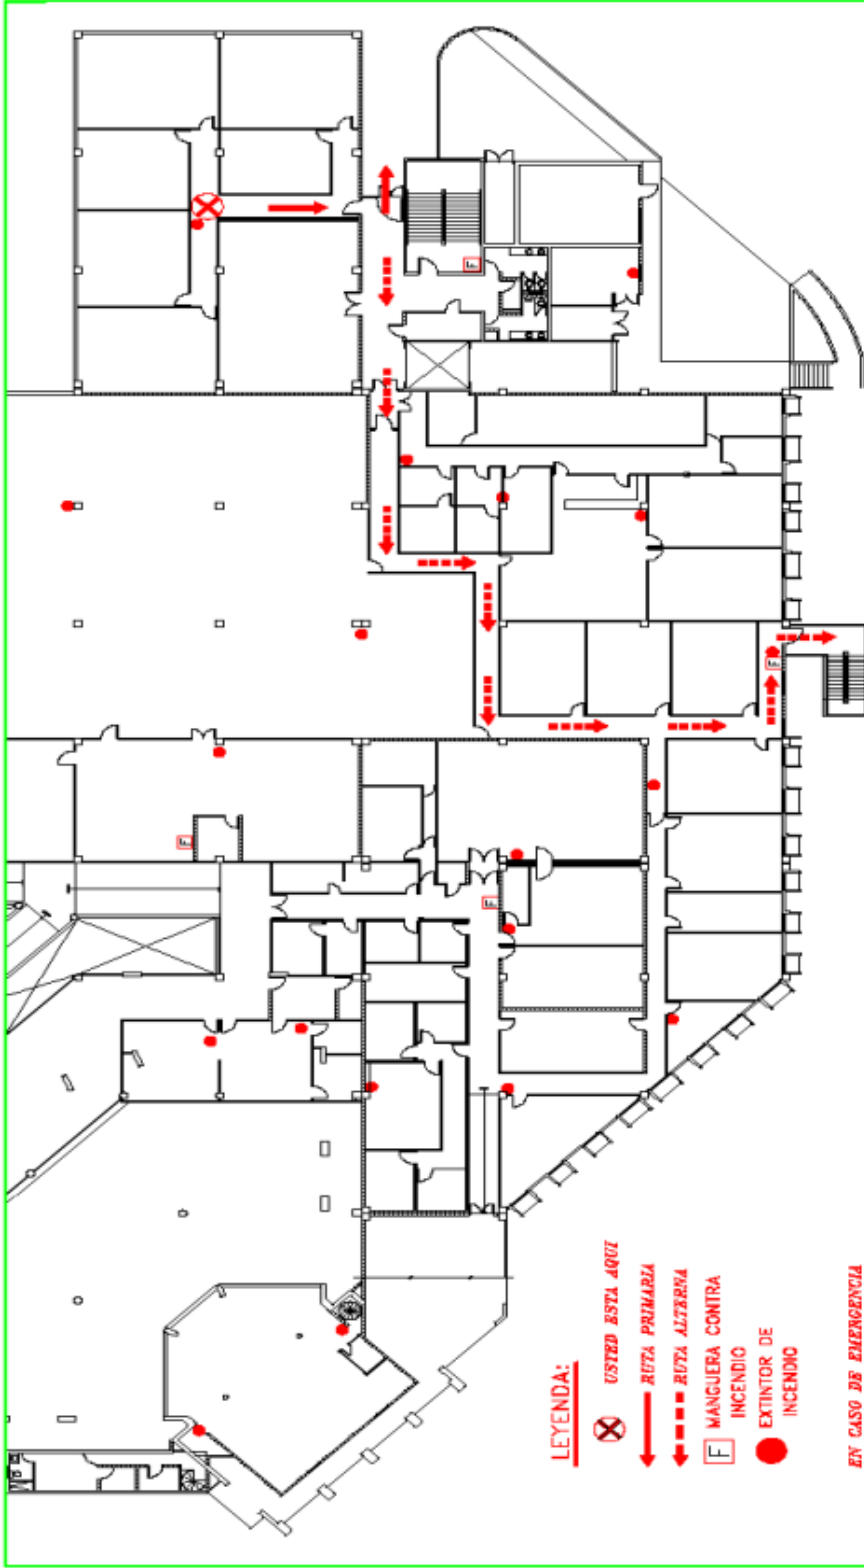 LEYENDA:
USTED ESTA AQUI
RUTA PRIMARIA
RUTA ALTERNA
F MANGUERA CONTRA
INCENDIO
EXTINTOR DE
INCENDIO
EN CASO DE EMERGENCIA
F
F
F
F